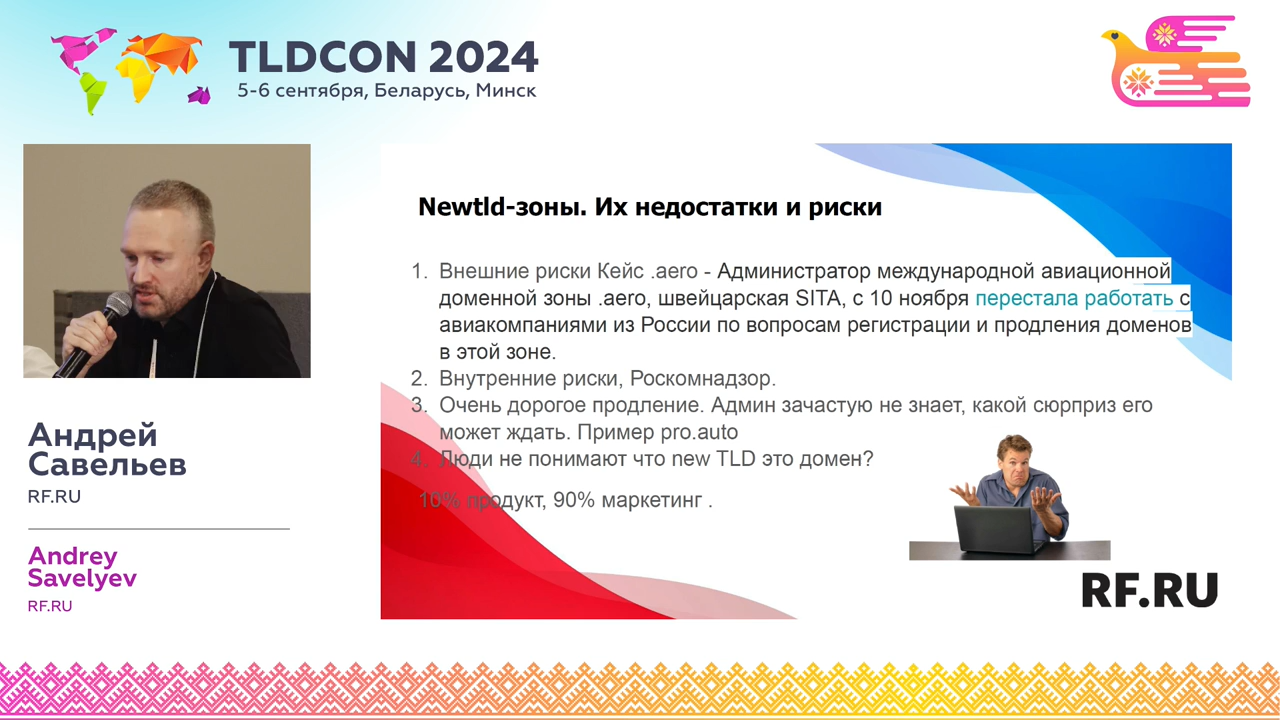 TLDCON 2024
5-6 сентября, Беларусь, Минск
Андрей
Савельев
RF.RU
Andrey
Savelyev
RF.RU
Newtld-зоны. Их недостатки и риски
1. Внешние риски Кейс .aero - Администратор международной авиационной
доменной зоны .aero, швейцарская SITA, с 10 ноября перестала работать с
авиакомпаниями из России по вопросам регистрации и продления доменов
в этой зоне.
2. Внутренние риски, Роскомнадзор.
3. Очень дорогое продление. Админ зачастую не знает, какой сюрприз его
может ждать. Пример pro.auto
4. Люди не понимают что new TLD это домен?
10% продукт, 90% маркетинг .
RF.RU